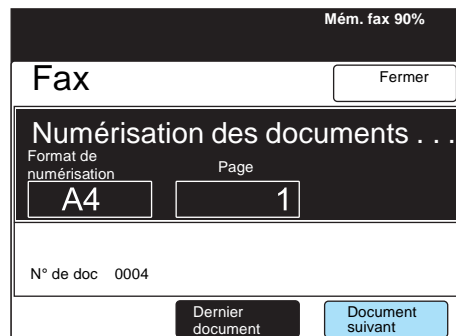 Mém. fax 90%
Fax
Fermer
Numérisation des documents . . .
Format de
numérisation
Page
A4
1
N° de doc 0004
Dernier
document
Document
suivant